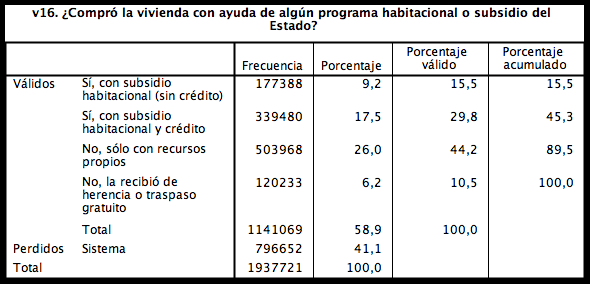 v16. ¿Compró la vivienda con ayuda de algún programa habitacional o subsidio del
Estado?
Frecuencia Porcentaje Porcentaje válido Porcentaje acumulado
Válidos Sí, con subsidio habitacional (sin crédito) 177388 9,2 15,5 15,5
Sí, con subsidio habitacional y crédito 339480 17,5 29,8 45,3
No, sólo con recursos propios 503968 26,0 44,2 89,5
No, la recibió de herencia o traspaso gratuito 120233 6,2 10,5 100,0
Total 1141069 58,9 100,0
Perdidos Sistema 796652 41,1
Total 1937721 100,0